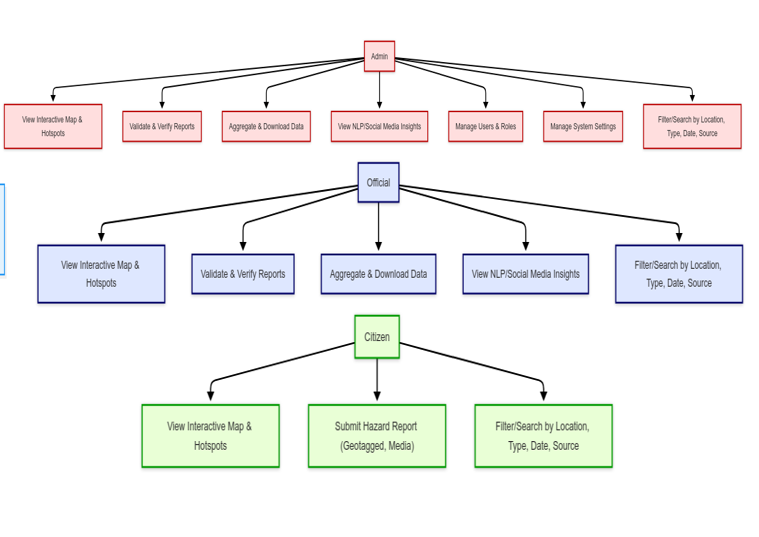 Admin
View Interactive Map &
Hotspots
Validate & Verify Reports
Aggregate & Download Data
View NLP/Social Media Insights
Manage Users & Roles
Manage System Settings
Filter/Search by Location,
Type, Date, Source
Official
View Interactive Map &
Hotspots
Validate & Verify Reports
Aggregate & Download Data
View NLP/Social Media Insights
Filter/Search by Location,
Type, Date, Source
Citizen
View Interactive Map &
Hotspots
Submit Hazard Report
(Geotagged, Media)
Filter/Search by Location,
Type, Date, Source